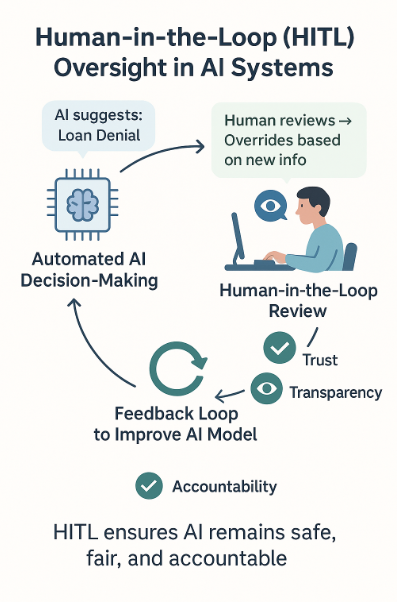 Human-in-the-Loop (HITL)
Oversight in AI Systems
AI suggests:
Loan Denial
Human reviews →
Overrides based
on new info
Automated AI
Decision-Making
Human-in-the-Loop
Review
Trust
Transparency
Feedback Loop
to Improve AI Model
Accountability
HITL ensures AI remains safe,
fair, and accountable